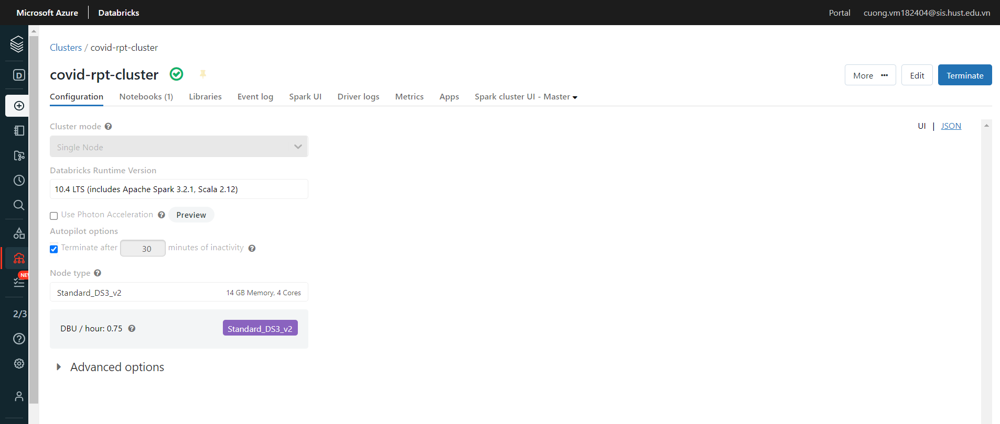 Microsoft Azure | Databricks
Portal cuong.vm182404@sis.hust.edu.vn
Clusters / covid-rpt-cluster
covid-rpt-cluster
More ••• Edit Terminate
Configuration Notebooks (1) Libraries Event log Spark UI Driver logs Metrics Apps Spark cluster UI - Master
UI | JSON
Cluster mode ?
Single Node
Databricks Runtime Version
10.4 LTS (includes Apache Spark 3.2.1, Scala 2.12)
Use Photon Acceleration ? Preview
Autopilot options
Terminate after 30 minutes of inactivity ?
Node type ?
Standard_DS3_v2 14 GB Memory, 4 Cores
DBU / hour: 0.75 ? Standard_DS3_v2
Advanced options
D
2/3
?